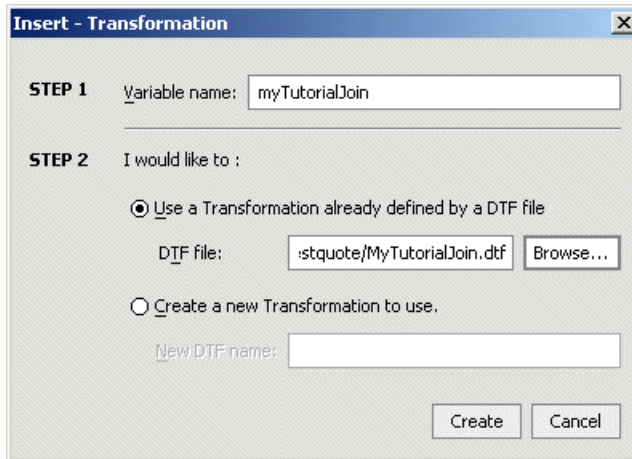 Insert - Transformation
STEP 1 Variable name: myTutorialJoin
STEP 2 I would like to :
Use a Transformation already defined by a DTF file
DTF file: :stquote/MyTutorialJoin.dtf Browse...
Create a new Transformation to use.
New DTF name:
Create Cancel